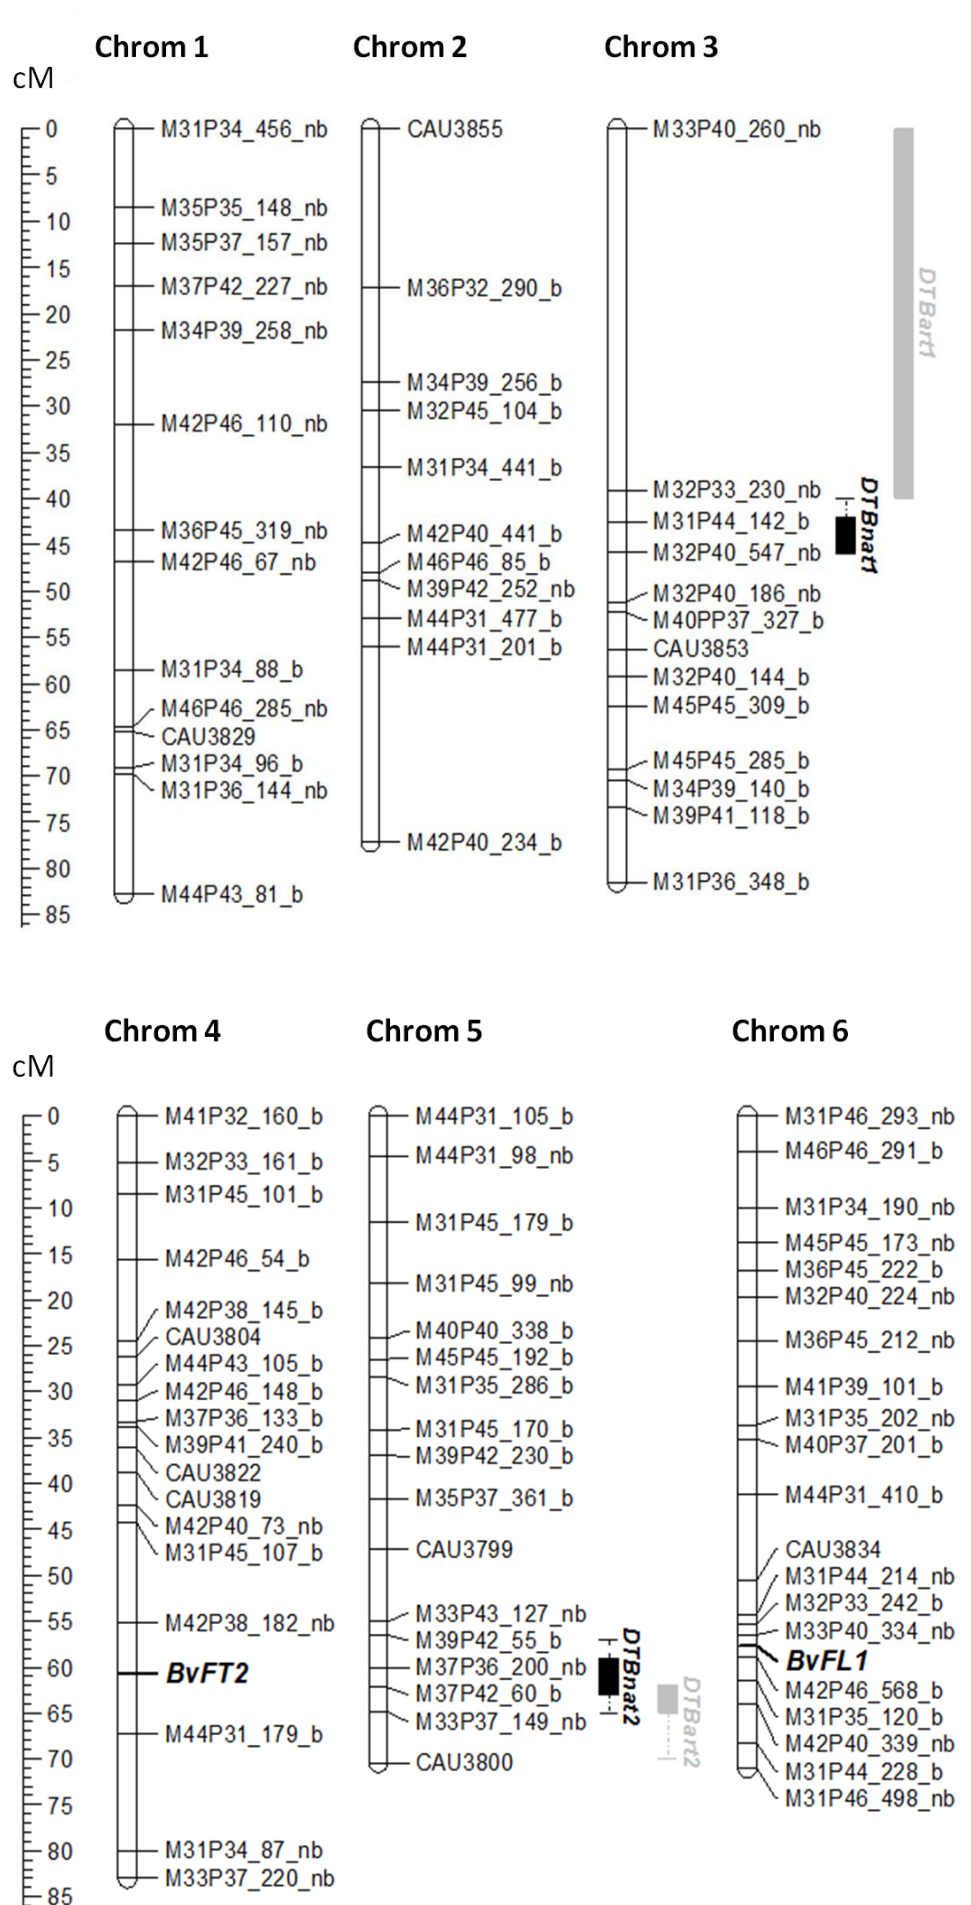 Chrom 1
Chrom 2
Chrom 3
cM
0
5
10
15
20
25
30
35
40
45
50
55
60
65
70
75
80
85
M31P34_456_nb
M35P35_148_nb
M35P37_157_nb
M37P42_227_nb
M34P39_258_nb
M42P46_110_nb
M36P45_319_nb
M42P46_67_nb
M31P34_88_b
M46P46_285_nb
CAU3829
M31P34_96_b
M31P36_144_nb
M44P43_81_b
CAU3855
M36P32_290_b
M34P39_256_b
M32P45_104_b
M31P34_441_b
M42P40_441_b
M46P46_85_b
M39P42_252_nb
M44P31_477_b
M44P31_201_b
M42P40_234_b
M33P40_260_nb
M32P33_230_nb
M31P44_142_b
M32P40_547_nb
M32P40_186_nb
M40PP37_327_b
CAU3853
M32P40_144_b
M45P45_309_b
M45P45_285_b
M34P39_140_b
M39P41_118_b
M31P36_348_b
DTBnat1
DTBart1
Chrom 4
Chrom 5
Chrom 6
cM
0
5
10
15
20
25
30
35
40
45
50
55
60
65
70
75
80
85
M41P32_160_b
M32P33_161_b
M31P45_101_b
M42P46_54_b
M42P38_145_b
CAU3804
M44P43_105_b
M42P46_148_b
M37P36_133_b
M39P41_240_b
CAU3822
CAU3819
M42P40_73_nb
M31P45_107_b
M42P38_182_nb
BvFT2
M44P31_179_b
M31P34_87_nb
M33P37_220_nb
M44P31_105_b
M44P31_98_nb
M31P45_179_b
M31P45_99_nb
M40P40_338_b
M45P45_192_b
M31P35_286_b
M31P45_170_b
M39P42_230_b
M35P37_361_b
CAU3799
M33P43_127_nb
M39P42_55_b
M37P36_200_nb
M37P42_60_b
M33P37_149_nb
CAU3800
DTBnat2
DTBart2
M31P46_293_nb
M46P46_291_b
M31P34_190_nb
M45P45_173_nb
M36P45_222_b
M32P40_224_nb
M36P45_212_nb
M41P39_101_b
M31P35_202_nb
M40P37_201_b
M44P31_410_b
CAU3834
M31P44_214_nb
M32P33_242_b
M33P40_334_nb
BvFL1
M42P46_568_b
M31P35_120_b
M42P40_339_nb
M31P44_228_b
M31P46_498_nb